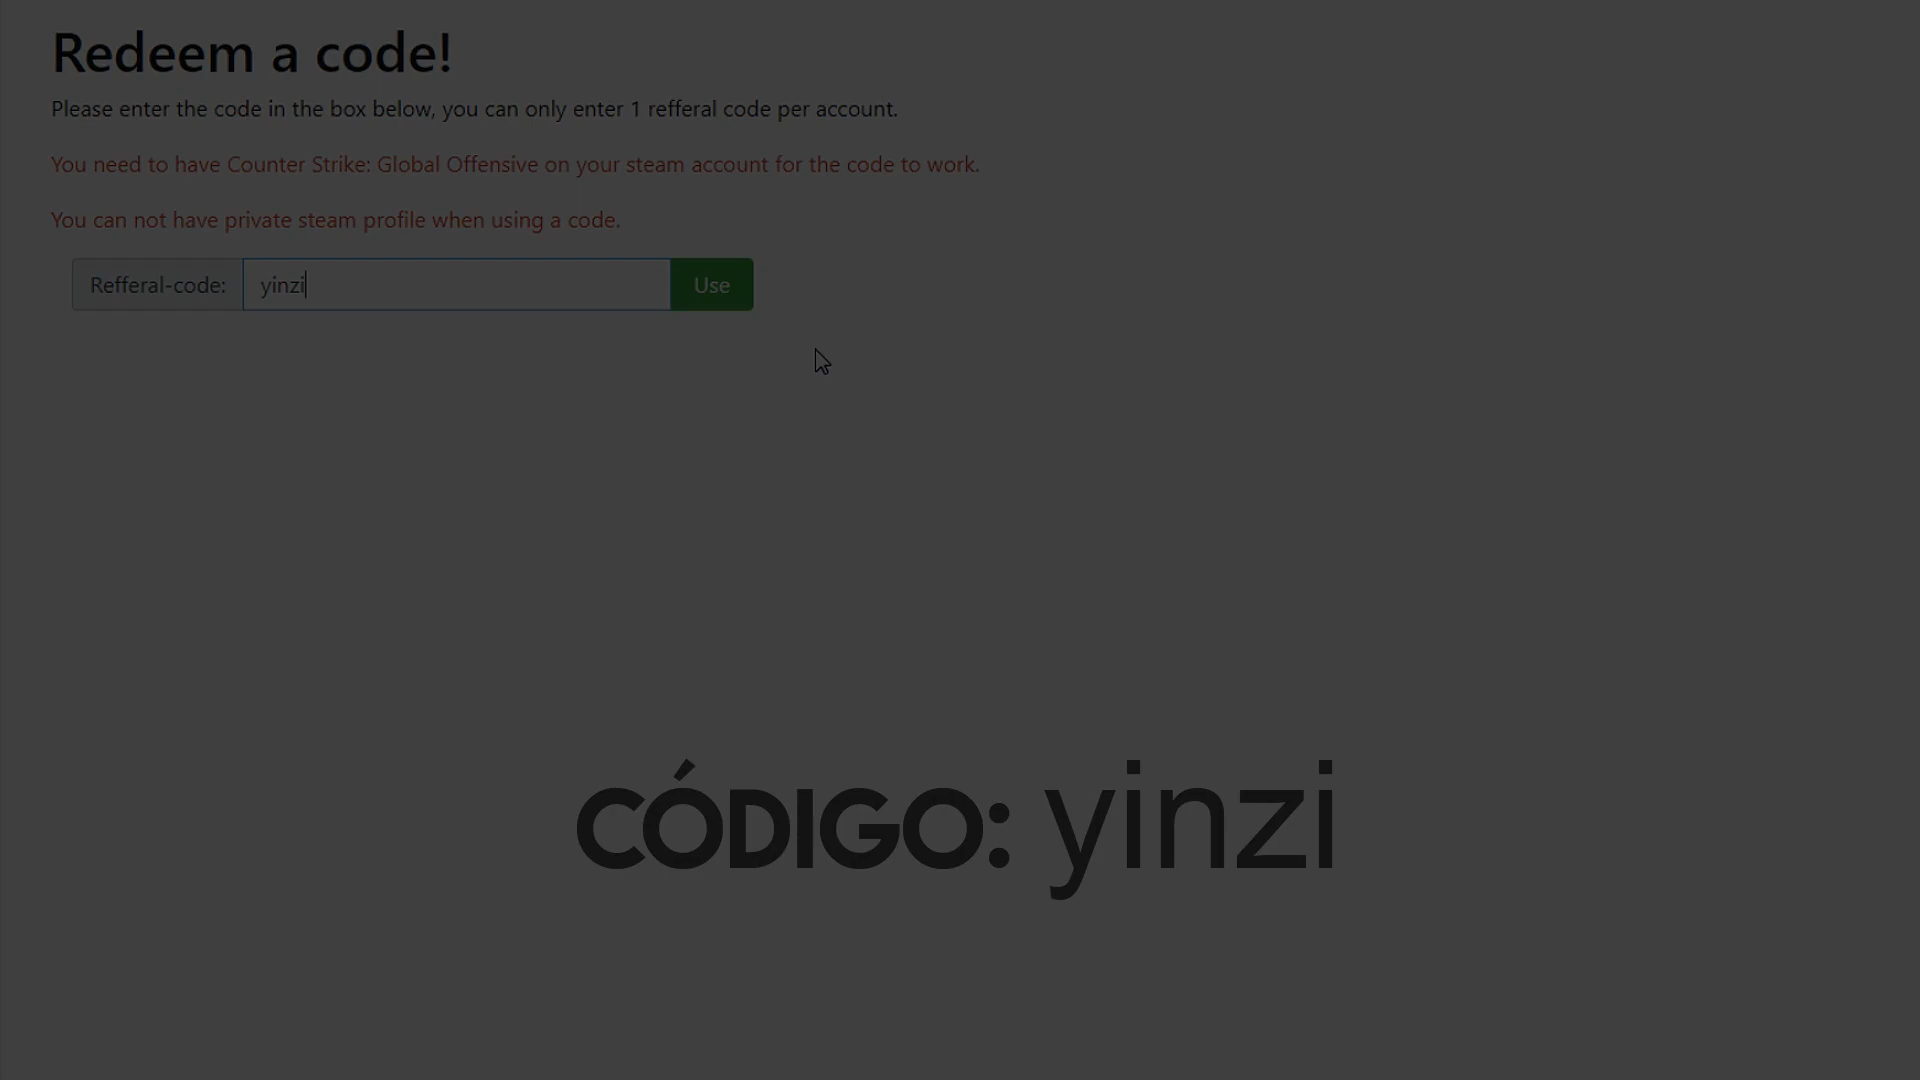 Redeem a code!
Please enter the code in the box below, you can only enter 1 refferal code per account.
You need to have Counter Strike: Global Offensive on your steam account for the code to work.
You can not have private steam profile when using a code.
Refferal-code: yinzi Use
CÓDIGO: yinzi